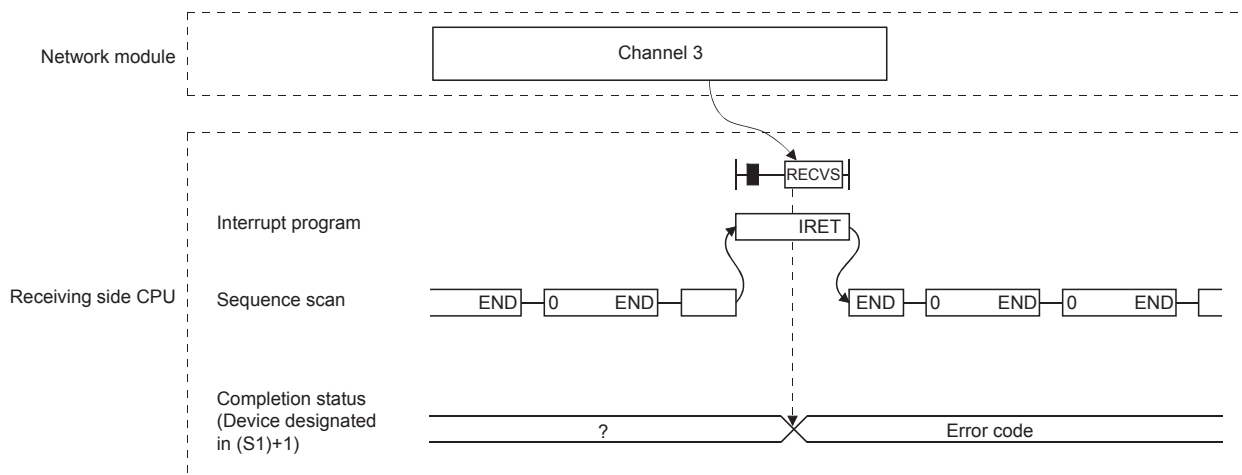 Network module
Channel 3
RECVS
Interrupt program
IRET
Receiving side CPU
Sequence scan
END 0 END END 0 END 0 END
Completion status
(Device designated
in (S1)+1)
?
Error code